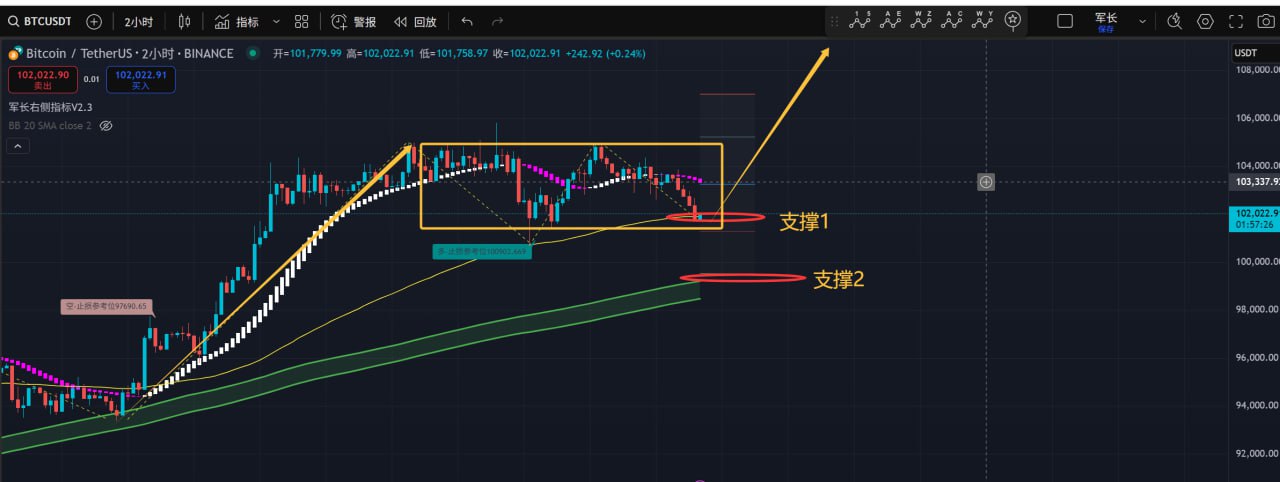 BTCUSDT 2小时 指标 警报 回放 1 5 A E W Z A C W Y 军长
保存
Bitcoin / TetherUS · 2小时 · BINANCE 开=101,779.99 高=102,022.91 低=101,758.97 收=102,022.91 +242.92 (+0.24%) USDT
102,022.90 0.01 102,022.91
卖出 买入
军长右侧指标V2.3
BB 20 SMA close 2
108,000.0
106,000.00
104,000.00
103,337.9
102,022.9
01:57:26
支撑1
多-止损参考位100902.669
100,000.00
支撑2
空-止损参考位97690.65
98,000.00
96,000.00
94,000.00
92,000.00